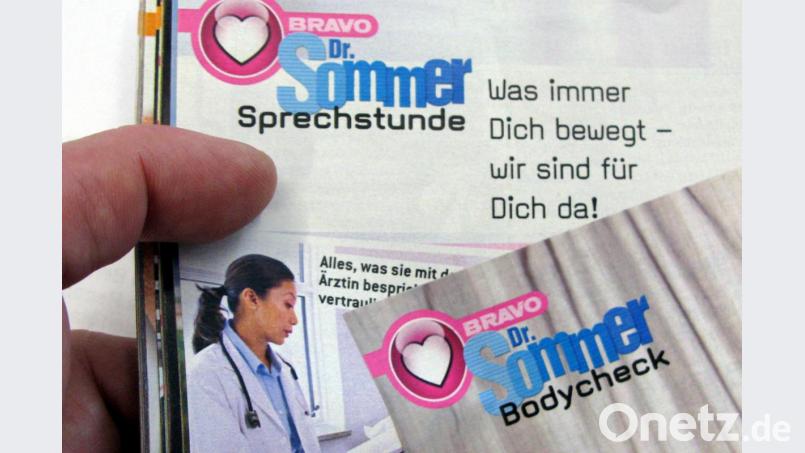 BRAVO
Dr.
Sommer
Sprechstunde
Was immer
Dich bewegt –
wir sind für
Dich da!
Alles, was sie mit
Ärztin
BRAVO
Dr.
Sommer
Bodycheck
Onetz.de